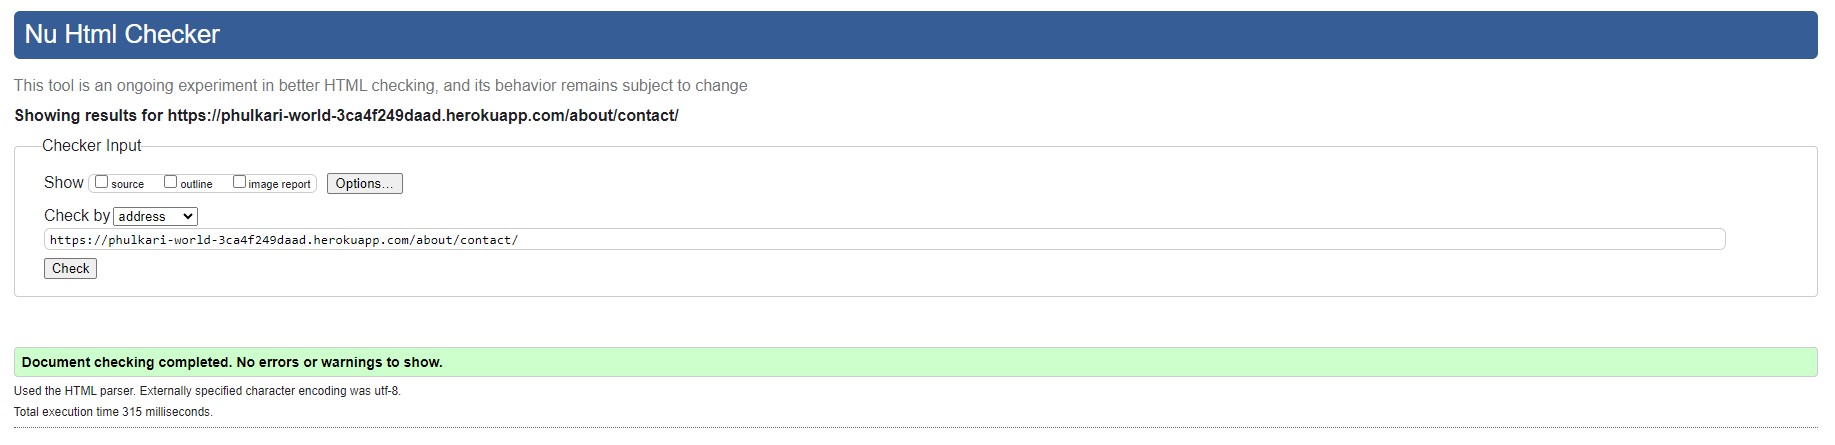 Nu Html Checker
This tool is an ongoing experiment in better HTML checking, and its behavior remains subject to change
Showing results for https://phulkari-world-3ca4f249daad.herokuapp.com/about/contact/
Checker Input
Show source outline image report Options...
Check by address
https://phulkari-world-3ca4f249daad.herokuapp.com/about/contact/
Check
Document checking completed. No errors or warnings to show.
Used the HTML parser. Externally specified character encoding was utf-8.
Total execution time 315 milliseconds.